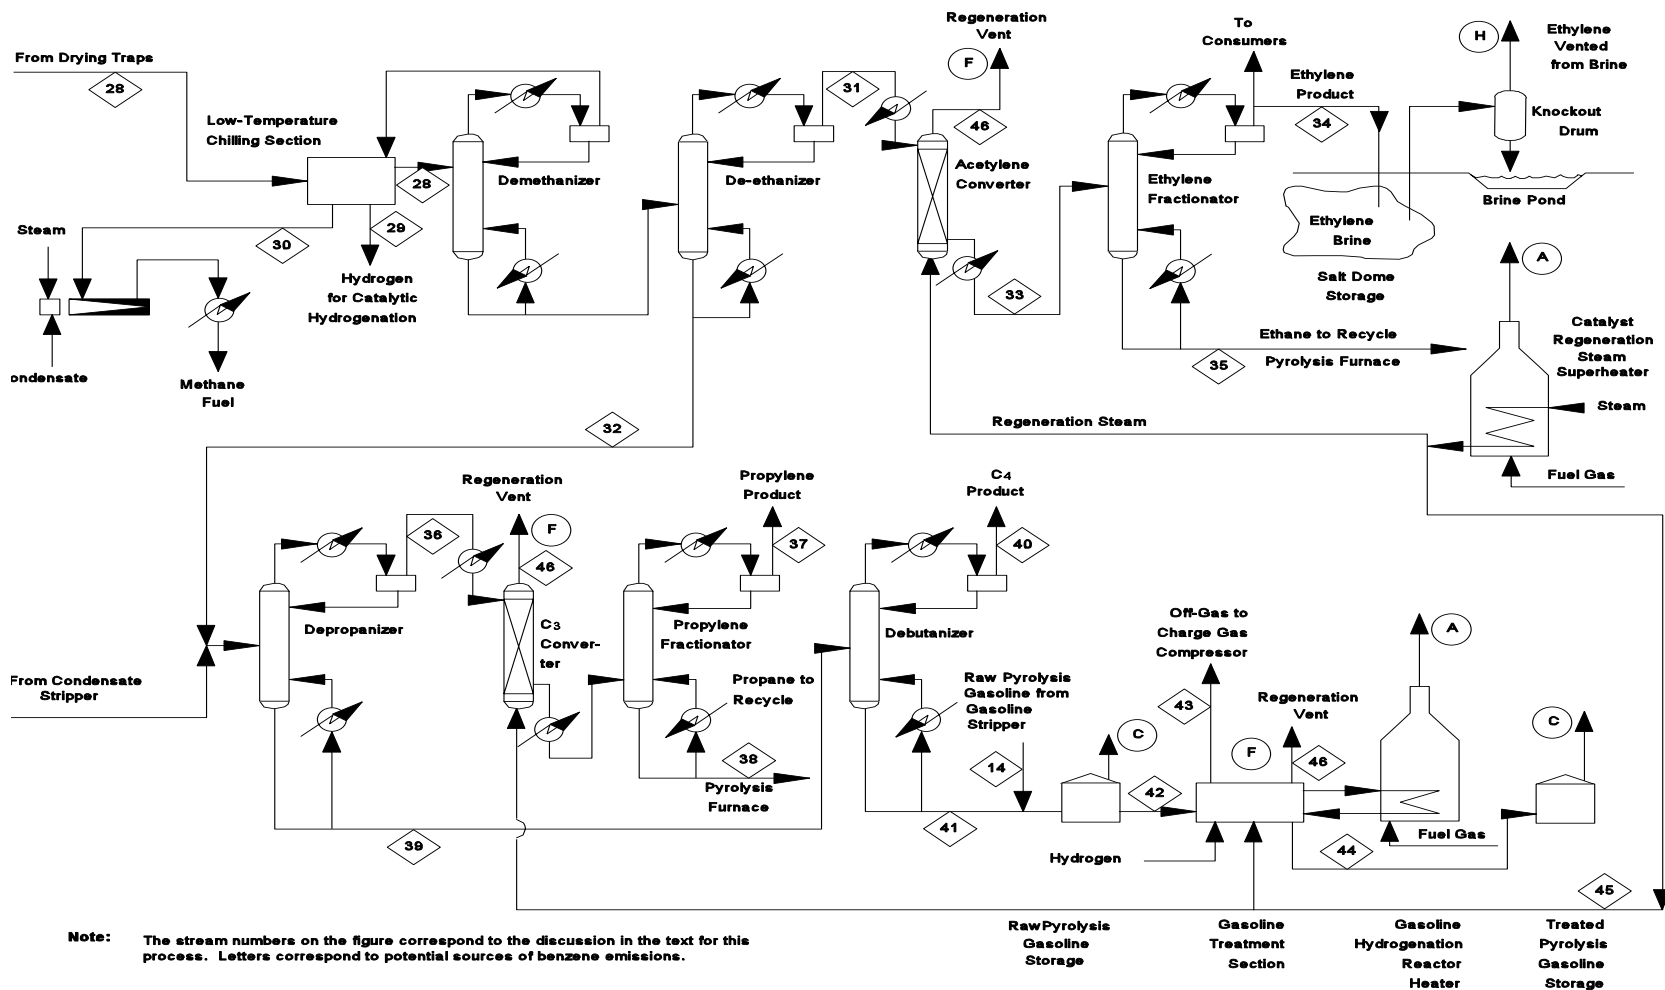 Regeneration
Vent
F
46
To
Consumers
H
Ethylene
Vented
from Brine
From Drying Traps
28
Low-Temperature
Chilling Section
28
Demethanizer
31
De-ethanizer
Acetylene
Converter
Ethylene
Product
34
Knockout
Drum
Ethylene
Fractionator
Brine Pond
Ethylene
Brine
Salt Dome
Storage
A
Steam
30
29
Hydrogen
for Catalytic
Hydrogenation
33
Catalyst
Regeneration
Steam
Superheater
Steam
Fuel Gas
ondensate
Methane
Fuel
Ethane to Recycle
35
Pyrolysis Furnace
32
Regeneration Steam
Regeneration
Vent
F
46
Propylene
Product
37
C4
Product
40
36
Depropanizer
C3
Conver-
ter
Propylene
Fractionator
Debutanizer
Off-Gas to
Charge Gas
Compressor
A
From Condensate
Stripper
Propane to
Recycle
38
Pyrolysis
Furnace
Raw Pyrolysis
Gasoline from
Gasoline
Stripper
14
C
43
Regeneration
Vent
F
46
C
42
39
41
Hydrogen
Fuel Gas
44
45
Note:
The stream numbers on the figure correspond to the discussion in the text for this
process. Letters correspond to potential sources of benzene emissions.
RawPyrolysis
Gasoline
Storage
Gasoline
Treatment
Section
Gasoline
Hydrogenation
Reactor
Heater
Treated
Pyrolysis
Gasoline
Storage